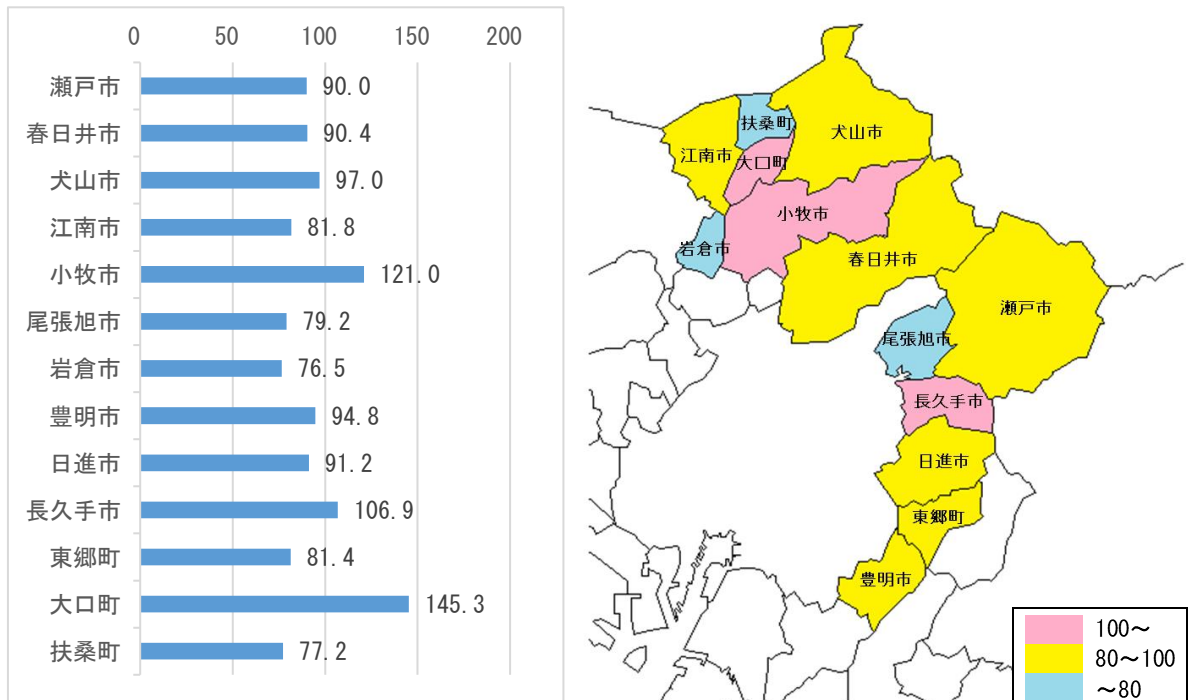 0 50 100 150 200
瀬戸市 90.0
春日井市 90.4
犬山市 97.0
江南市 81.8
小牧市 121.0
尾張旭市 79.2
岩倉市 76.5
豊明市 94.8
日進市 91.2
長久手市 106.9
東郷町 81.4
大口町 145.3
扶桑町 77.2
扶桑町
犬山市
江南市
大口町
小牧市
岩倉市
春日井市
瀬戸市
尾張旭市
長久手市
日進市
東郷町
豊明市
100～
80～100
～80